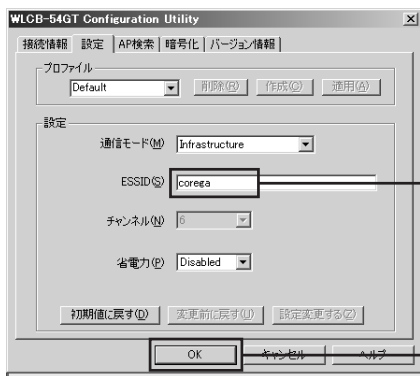 WLCB-54GT Configuration Utility
接続情報 設定 AP検索 暗号化 バージョン情報
プロファイル
Default 削除(R) 作成(C) 適用(A)
設定
通信モード(M) Infrastructure
ESSID(S) corega
チャンネル(N) 6
省電力(P) Disabled
初期値に戻す(D) 変更前に戻す(U) 設定変更する(Z)
OK キャンセル ヘルプ